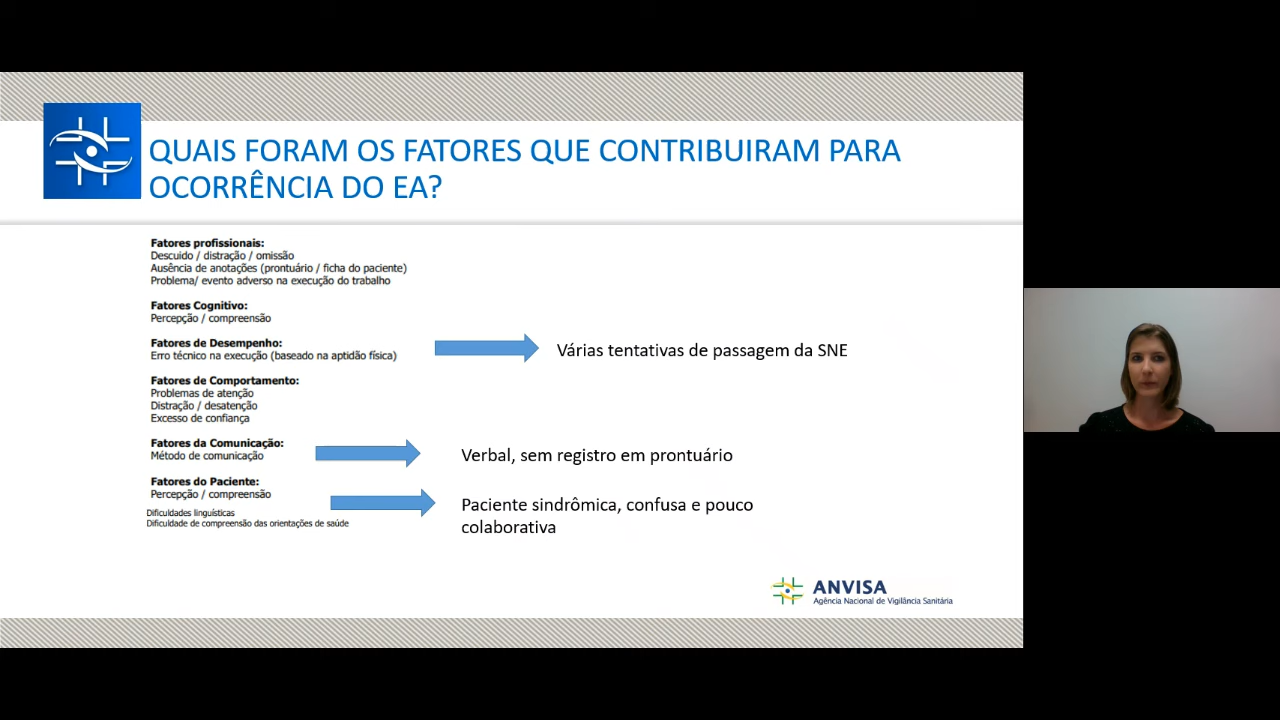 QUAIS FORAM OS FATORES QUE CONTRIBUIRAM PARA
OCORRÊNCIA DO EA?
Fatores profissionais:
Descuido / distração / omissão
Ausência de anotações (prontuário / ficha do paciente)
Problema/ evento adverso na execução do trabalho
Fatores Cognitivo:
Percepção / compreensão
Fatores de Desempenho:
Erro técnico na execução (baseado na aptidão física)
Várias tentativas de passagem da SNE
Fatores de Comportamento:
Problemas de atenção
Distração / desatenção
Excesso de confiança
Fatores da Comunicação:
Método de comunicação
Verbal, sem registro em prontuário
Fatores do Paciente:
Percepção / compreensão
Dificuldades linguísticas
Dificuldade de compreensão das orientações de saúde
Paciente sindrômica, confusa e pouco
colaborativa
ANVISA
Agência Nacional de Vigilância Sanitária